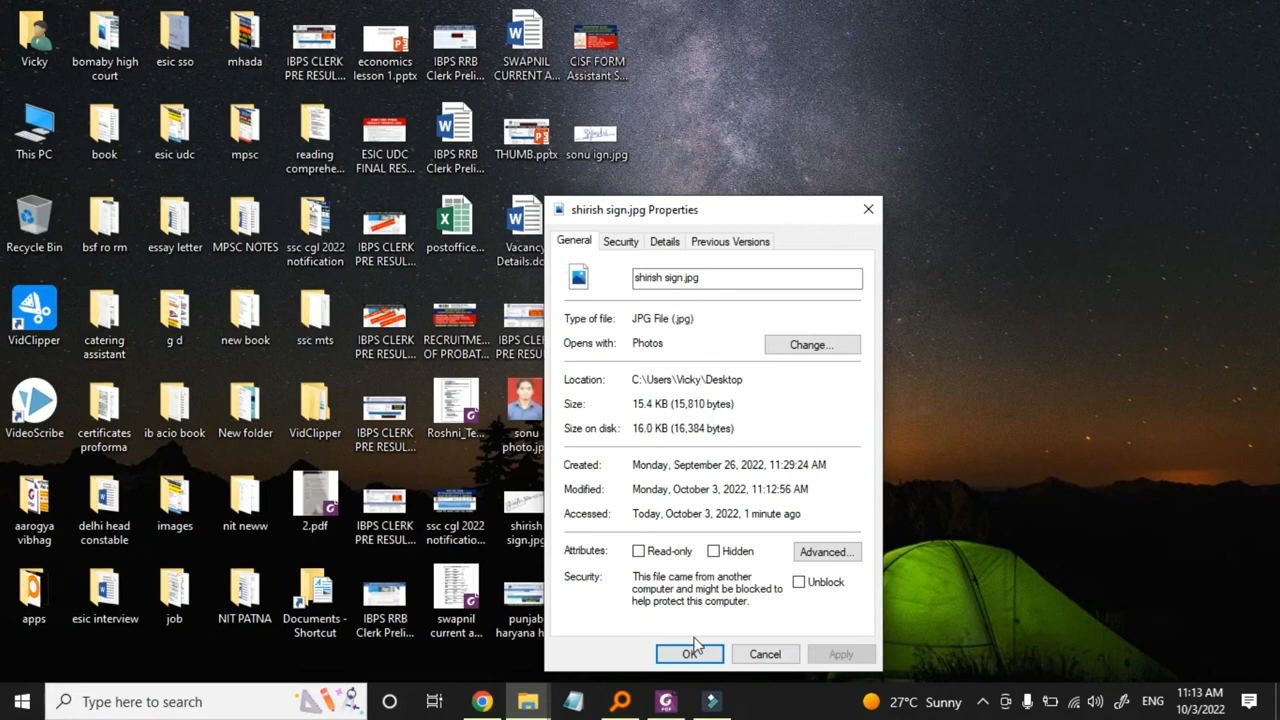 Vicky
bomaby high
court
esic sso
mhada
IBPS CLERK
PRE RESUL...
economics
lesson 1.pptx
IBPS RRB
Clerk Preli...
SWAPNIL
CURRENT A...
CISF FORM
Assistant S...
This PC
book
esic udc
mpsc
reading
comprehe...
ESIC UDC
FINAL RES...
IBPS RRB
Clerk Preli...
THUMB.pptx
sonu ign.jpg
Recycle Bin
bsf ro rm
essay letter
MPSC NOTES
ssc cgl 2022
notification
IBPS CLERK
PRE RESUL...
postoffice...
Vacancy
Details.dc
VidClipper
catering
assistant
g d
new book
ssc mts
IBPS CLERK
PRE RESUL...
RECRUITME...
OF PROBAT...
IBPS CLE
PRE RESU
VideoScribe
certificates
proforma
ib acio book
New folder
VidClipper
IBPS CLERK
PRE RESUL...
Roshni_Te...
sonu
photo.jp
aarogya
vibhag
delhi head
constable
images
nit neww
2.pdf
IBPS CLERK
PRE RESUL...
ssc cgl 2022
notificatio...
shirish
sign.jpg
apps
esic interview
job
NIT PATNA
Documents -
Shortcut
IBPS RRB
Clerk Preli...
swapnil
current a...
punjab
haryana h
shirish sign.jpg Properties
General
Security
Details
Previous Versions
shirish sign.jpg
Type of file: JPG File (.jpg)
Opens with: Photos
Change...
Location: C:\Users\Vicky\Desktop
Size: 15.4 KB (15,810 bytes)
Size on disk: 16.0 KB (16,384 bytes)
Created: Monday, September 26, 2022, 11:29:24 AM
Modified: Monday, October 3, 2022, 11:12:56 AM
Accessed: Today, October 3, 2022, 1 minute ago
Attributes: Read-only Hidden Advanced...
Security: This file came from another
computer and might be blocked to
help protect this computer.
Unblock
OK Cancel Apply
Type here to search
27°C Sunny
ENG
11:13 AM
10/3/2022